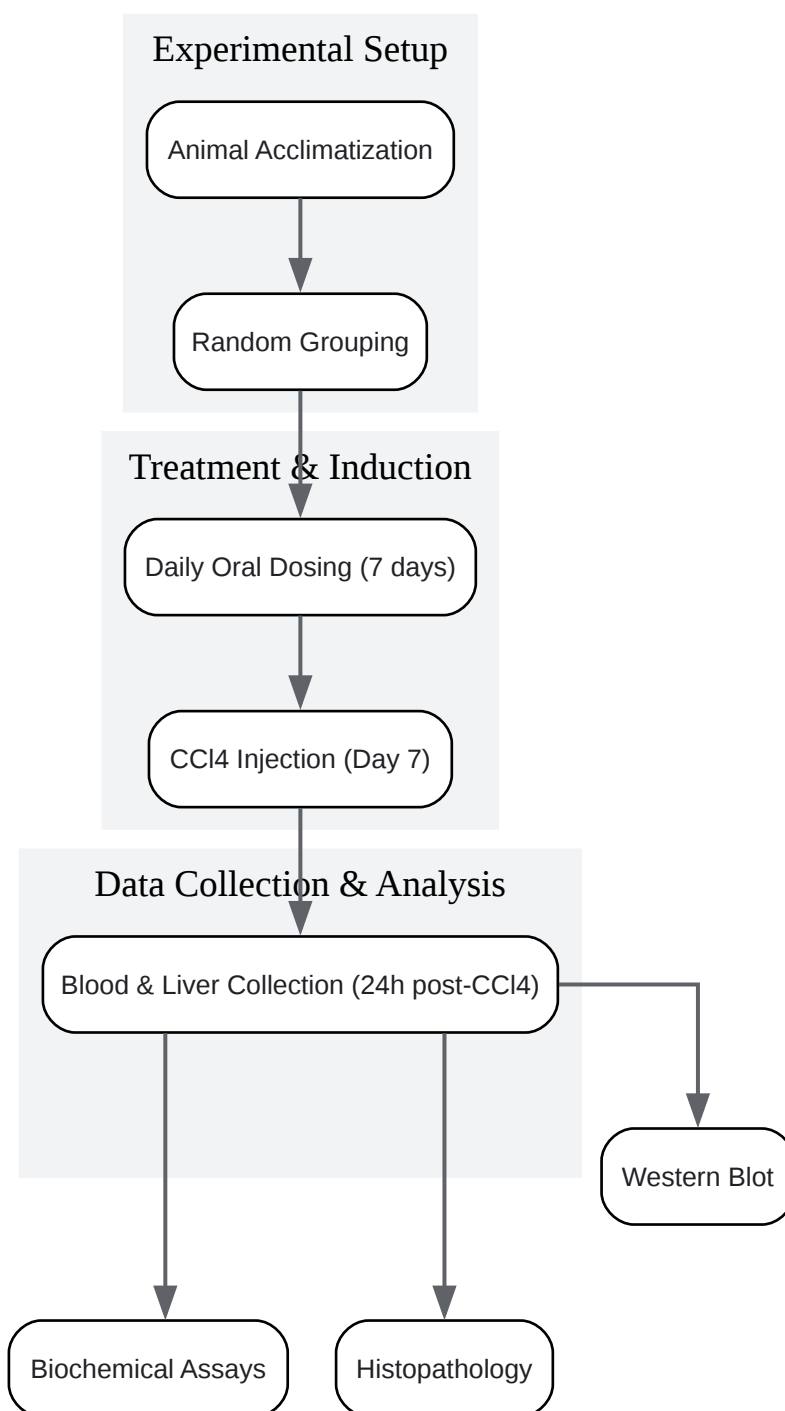 Experimental Setup
Animal Acclimatization
Random Grouping
Treatment & Induction
Daily Oral Dosing (7 days)
CCl4 Injection (Day 7)
Data Collection & Analysis
Blood & Liver Collection (24h post-CCl4)
Western Blot
Biochemical Assays
Histopathology